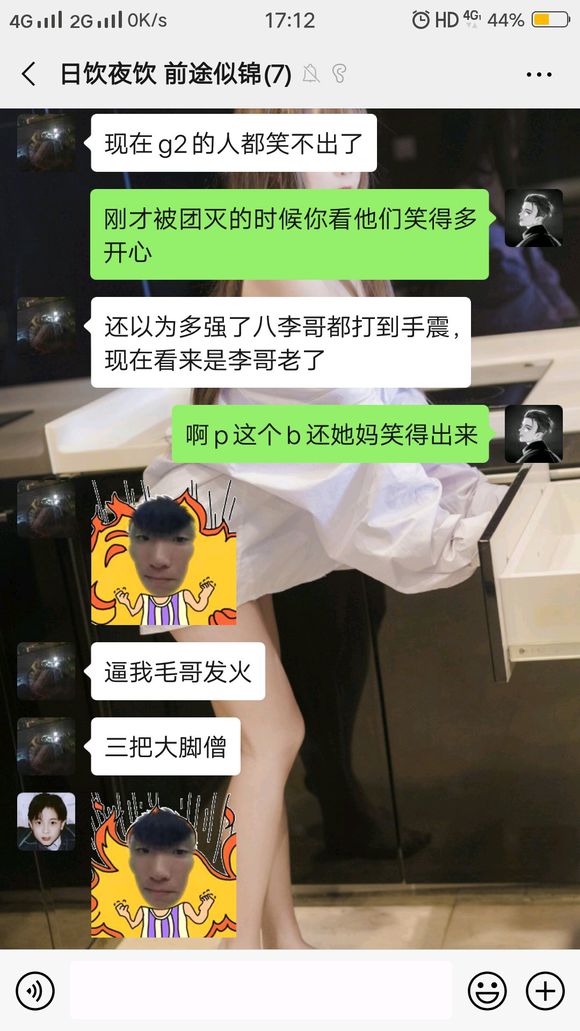 4G 2G 0K/s 17:12 HD 4G 44%
日饮夜饮 前途似锦(7)
现在g2的人都笑不出了
刚才被团灭的时候你看他们笑得多
开心
还以为多强了八李哥都打到手震，
现在看来是李哥老了
啊p这个b还她妈笑得出来
逼我毛哥发火
三把大脚僧